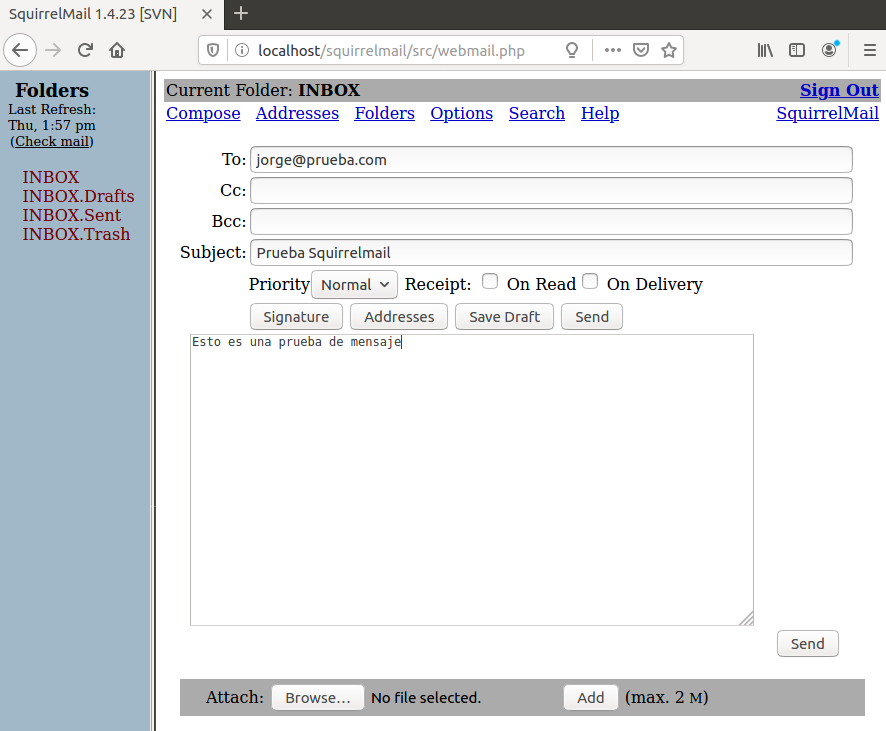 SquirrelMail 1.4.23 [SVN]
localhost/squirrelmail/src/webmail.php
Folders
Last Refresh:
Thu, 1:57 pm
(Check mail)
INBOX
INBOX.Drafts
INBOX.Sent
INBOX.Trash
Current Folder: INBOX Sign Out
Compose Addresses Folders Options Search Help SquirrelMail
To: jorge@prueba.com
Cc:
Bcc:
Subject: Prueba Squirrelmail
Priority Normal Receipt: On Read On Delivery
Signature Addresses Save Draft Send
Esto es una prueba de mensaje
Send
Attach: Browse... No file selected. Add (max. 2 M)